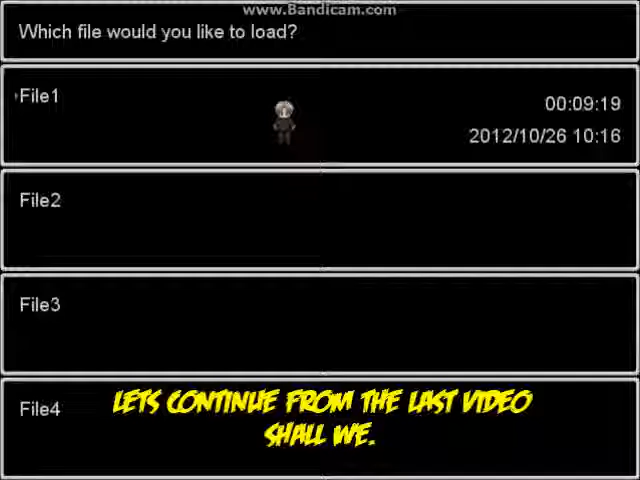 www.Bandicam.com
Which file would you like to load?
File1
00:09:19
2012/10/26 10:16
File2
File3
File4
LETS CONTINUE FROM THE LAST VIDEO
SHALL WE.